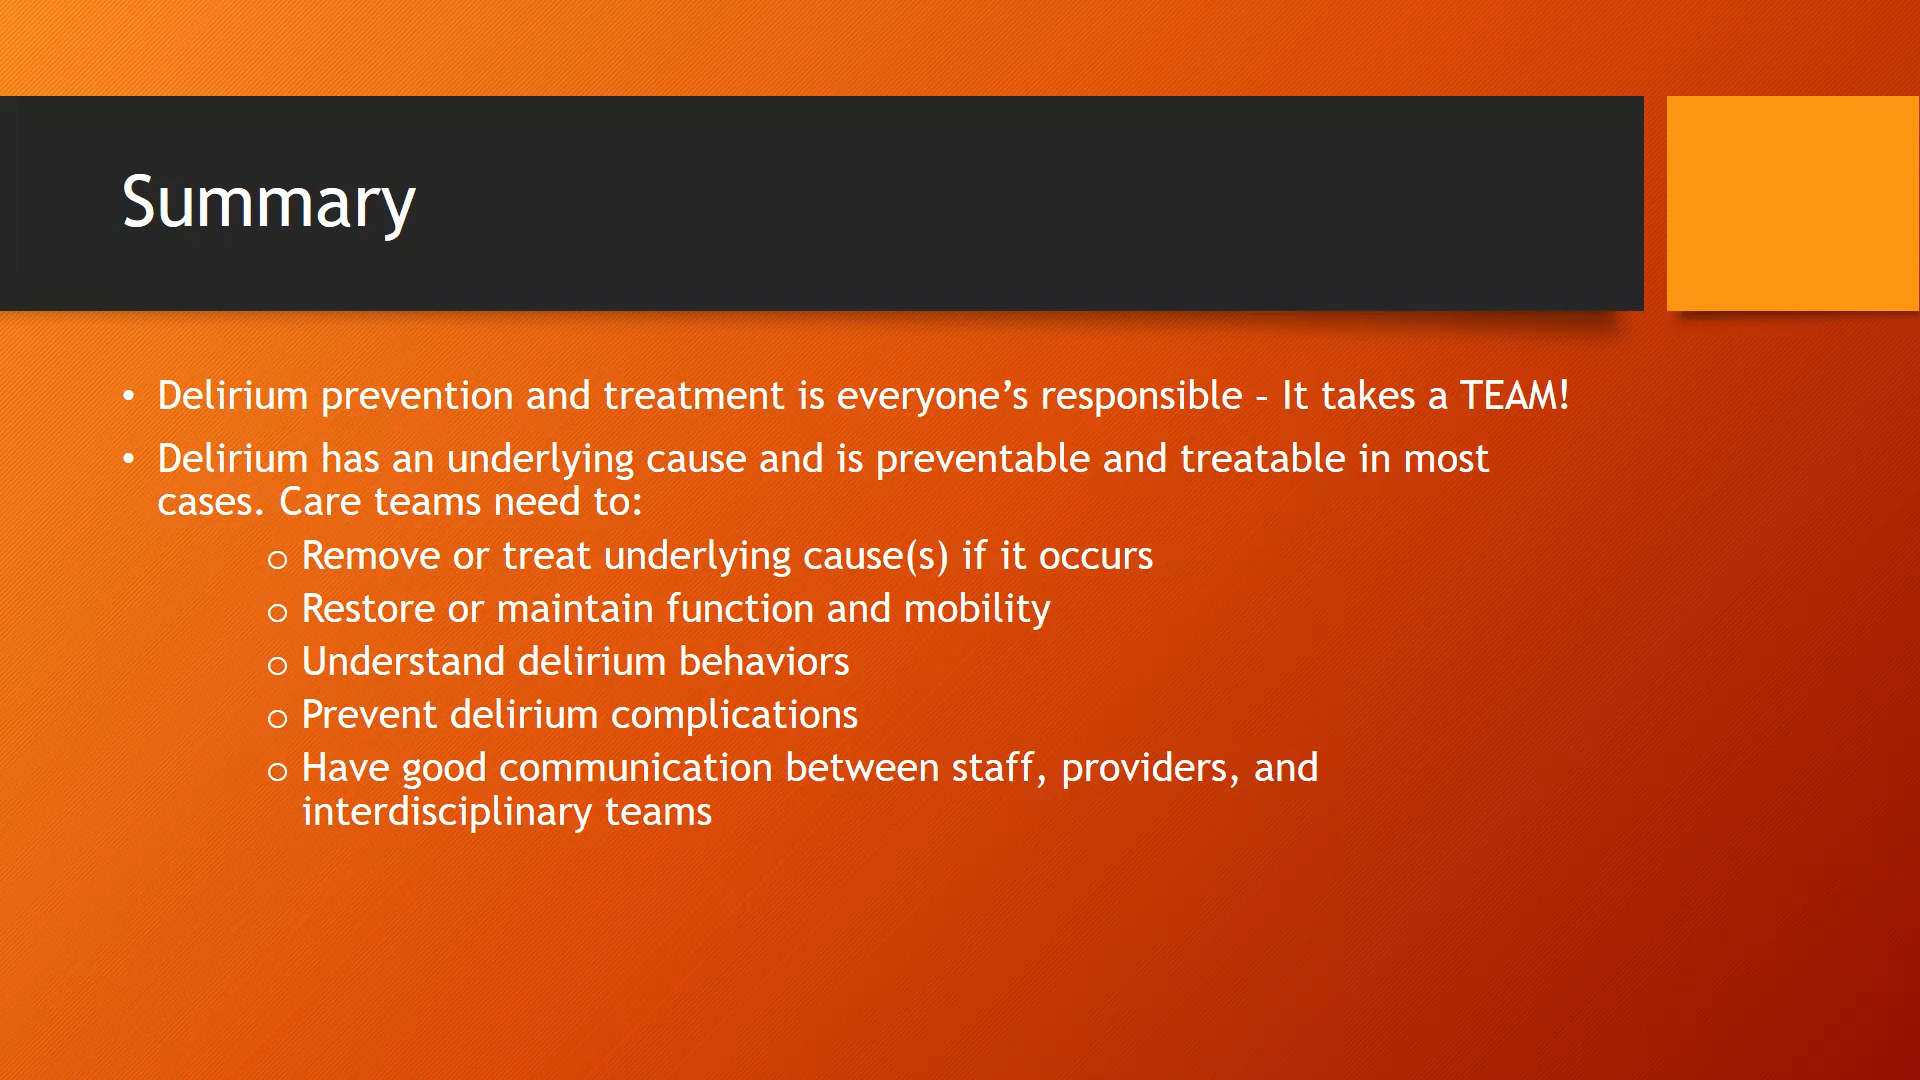 Summary
• Delirium prevention and treatment is everyone’s responsible – It takes a TEAM!
• Delirium has an underlying cause and is preventable and treatable in most
cases. Care teams need to:
o Remove or treat underlying cause(s) if it occurs
o Restore or maintain function and mobility
o Understand delirium behaviors
o Prevent delirium complications
o Have good communication between staff, providers, and
interdisciplinary teams